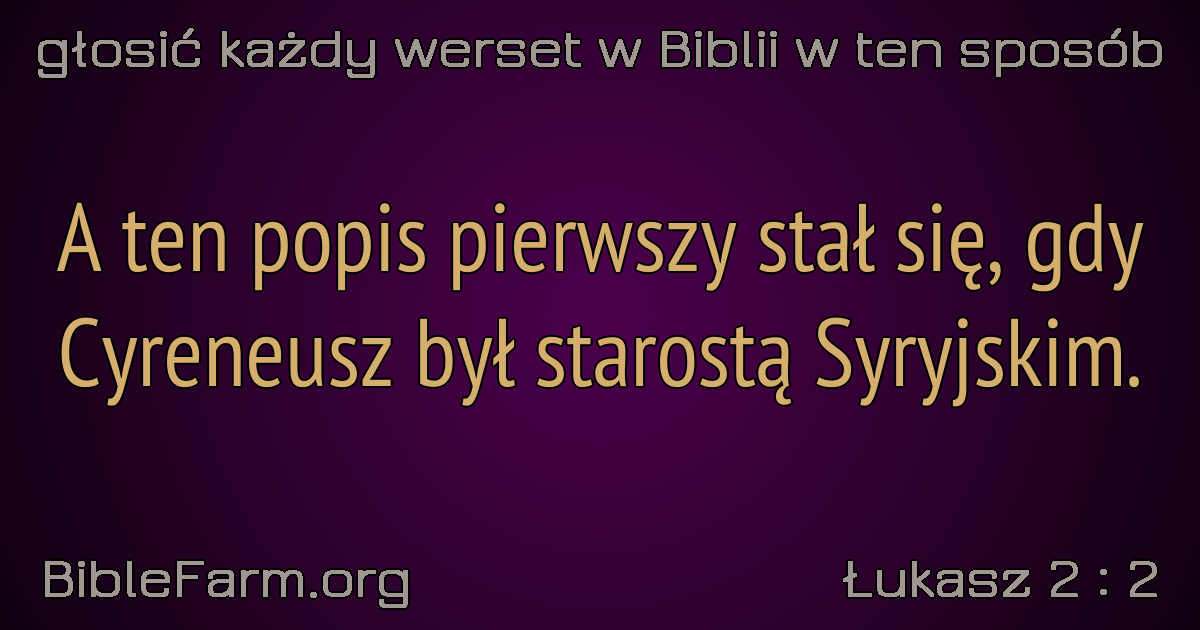 głosić każdy werset w Biblii w ten sposób
A ten popis pierwszy stał się, gdy
Cyreneusz był starostą Syryjskim.
BibleFarm.org
Łukasz 2 : 2